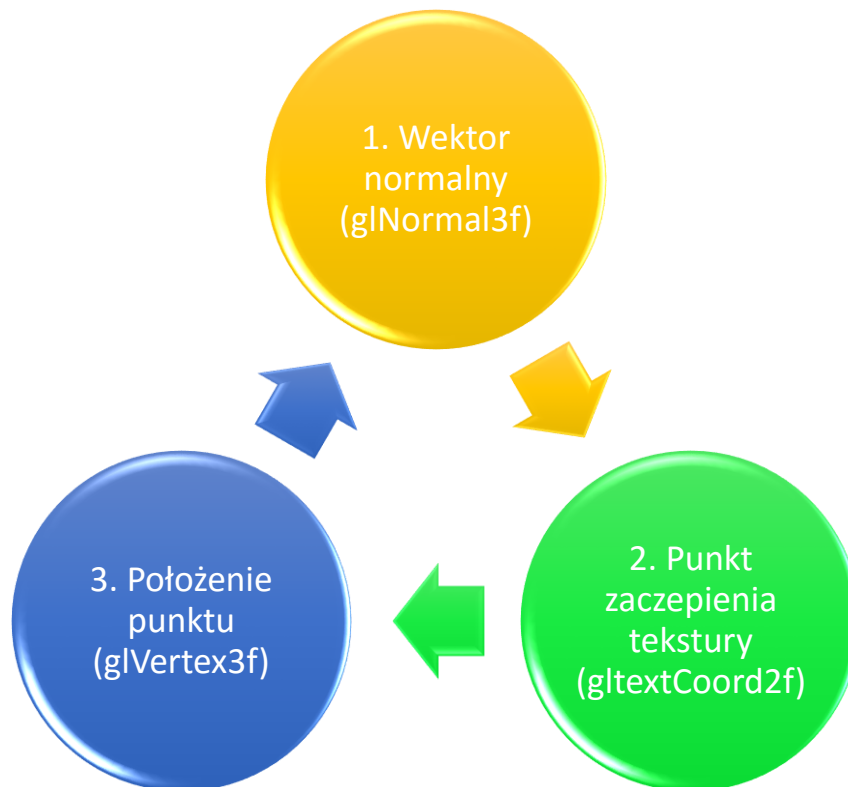 1. Wektor
normalny
(glNormal3f)
2. Punkt
zaczepienia
tekstury
(gltextCoord2f)
3. Położenie
punktu
(glVertex3f)